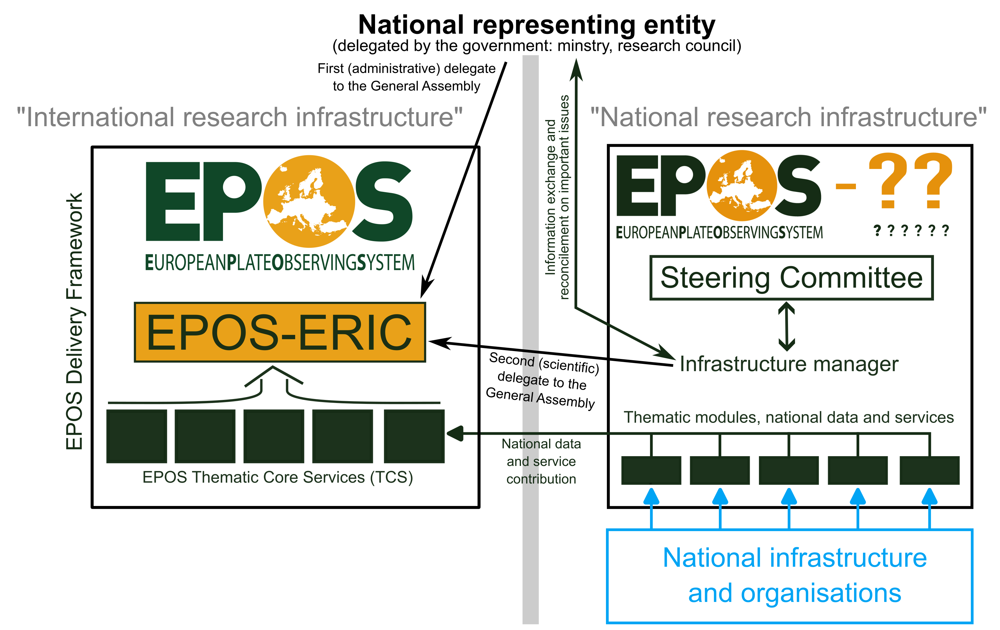 National representing entity
(delegated by the government: minstry, research council)
First (administrative) delegate
to the General Assembly
"International research infrastructure"
"National research infrastructure"
Information exchange and
reconcilement on important issues
EPOS Delivery Framework
EPOS
EUROPEANPLATEOBSERVINGSYSTEM
EPOS-ERIC
EPOS Thematic Core Services (TCS)
Second (scientific)
delegate to the
General Assembly
National data
and service
contribution
EPOS - ??
EUROPEANPLATEOBSERVINGSYSTEM ? ? ? ? ? ?
Steering Committee
Infrastructure manager
Thematic modules, national data and services
National infrastructure
and organisations